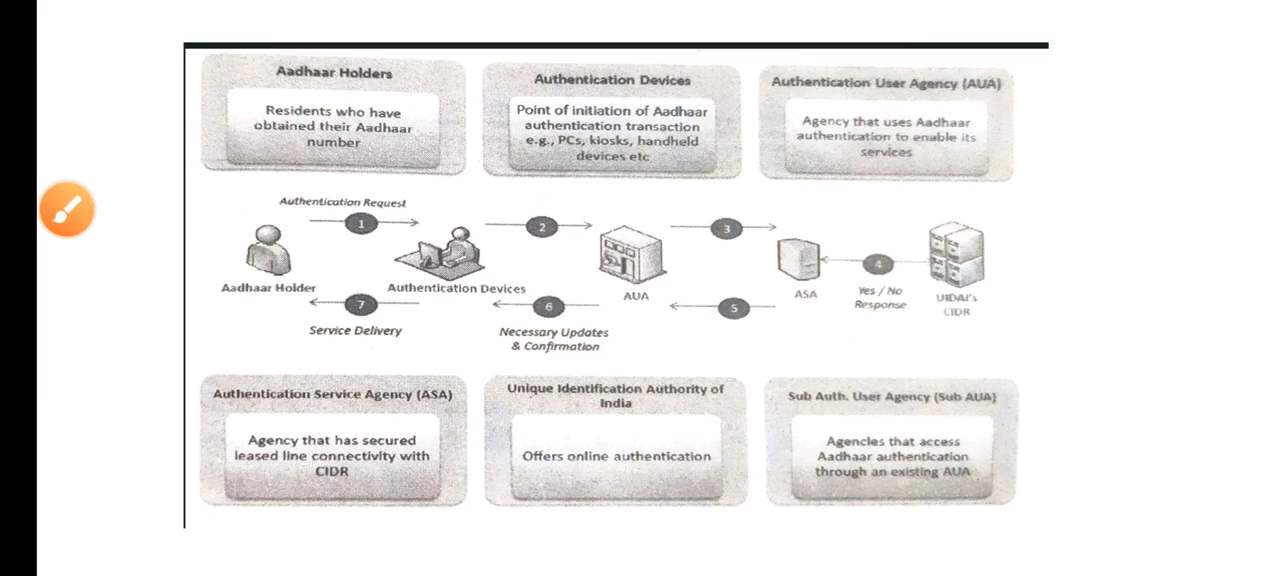 Aadhaar Holders
Residents who have
obtained their Aadhaar
number
Authentication Devices
Point of initiation of Aadhaar
authentication transaction
e.g., PCs, kiosks, handheld
devices etc
Authentication User Agency (AUA)
Agency that uses Aadhaar
authentication to enable its
services
Authentication Request
1
2
3
4
Aadhaar Holder
Authentication Devices
AUA
ASA
Yes / No
Response
UIDAI's
CIDR
7
6
5
Service Delivery
Necessary Updates
& Confirmation
Authentication Service Agency (ASA)
Agency that has secured
leased line connectivity with
CIDR
Unique Identification Authority of
India
Offers online authentication
Sub Auth. User Agency (Sub AUA)
Agencies that access
Aadhaar authentication
through an existing AUA